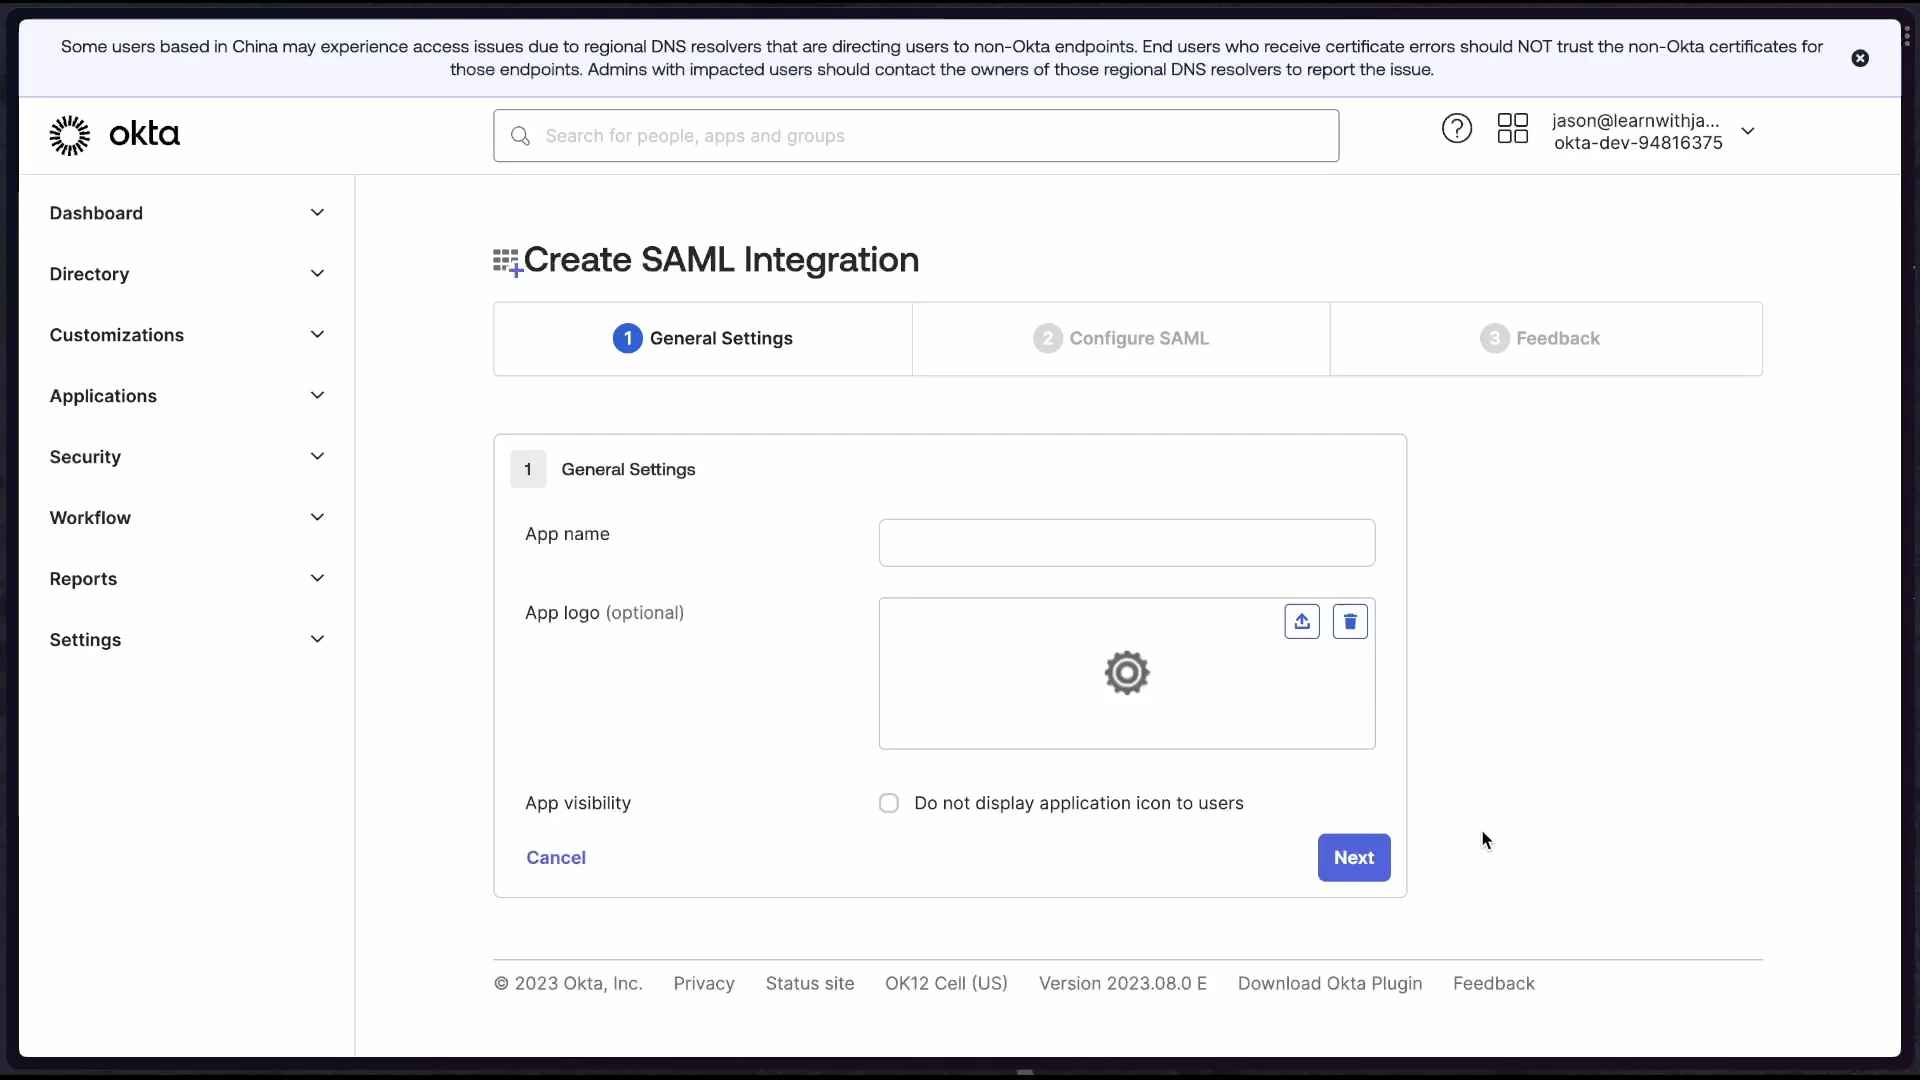 Some users based in China may experience access issues due to regional DNS resolvers that are directing users to non-Okta endpoints. End users who receive certificate errors should NOT trust the non-Okta certificates for
those endpoints. Admins with impacted users should contact the owners of those regional DNS resolvers to report the issue.
okta
Search for people, apps and groups
jason@learnwithja...
okta-dev-94816375
Dashboard
Directory
Customizations
Applications
Security
Workflow
Reports
Settings
Create SAML Integration
1 General Settings
2 Configure SAML
3 Feedback
1 General Settings
App name
App logo (optional)
App visibility
Do not display application icon to users
Cancel
Next
© 2023 Okta, Inc. Privacy Status site OK12 Cell (US) Version 2023.08.0 E Download Okta Plugin Feedback